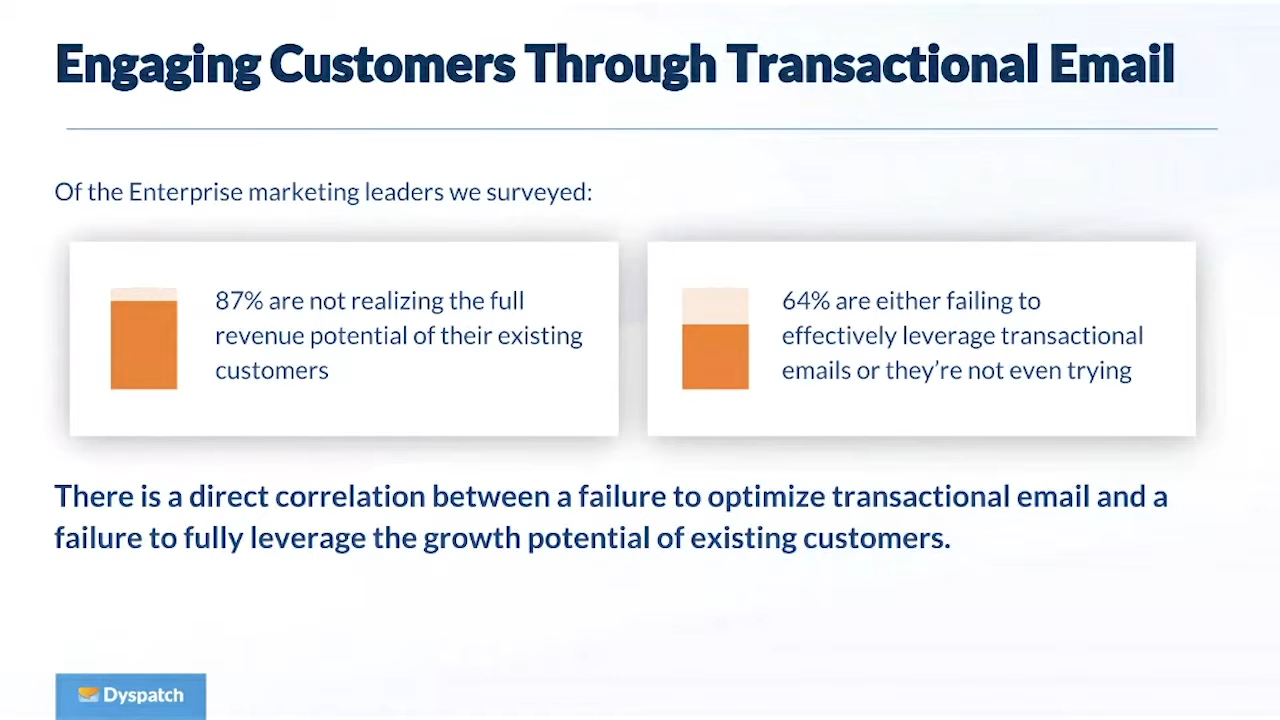 Engaging Customers Through Transactional Email
Of the Enterprise marketing leaders we surveyed:
87% are not realizing the full
revenue potential of their existing
customers
64% are either failing to
effectively leverage transactional
emails or they’re not even trying
There is a direct correlation between a failure to optimize transactional email and a
failure to fully leverage the growth potential of existing customers.
Dyspatch